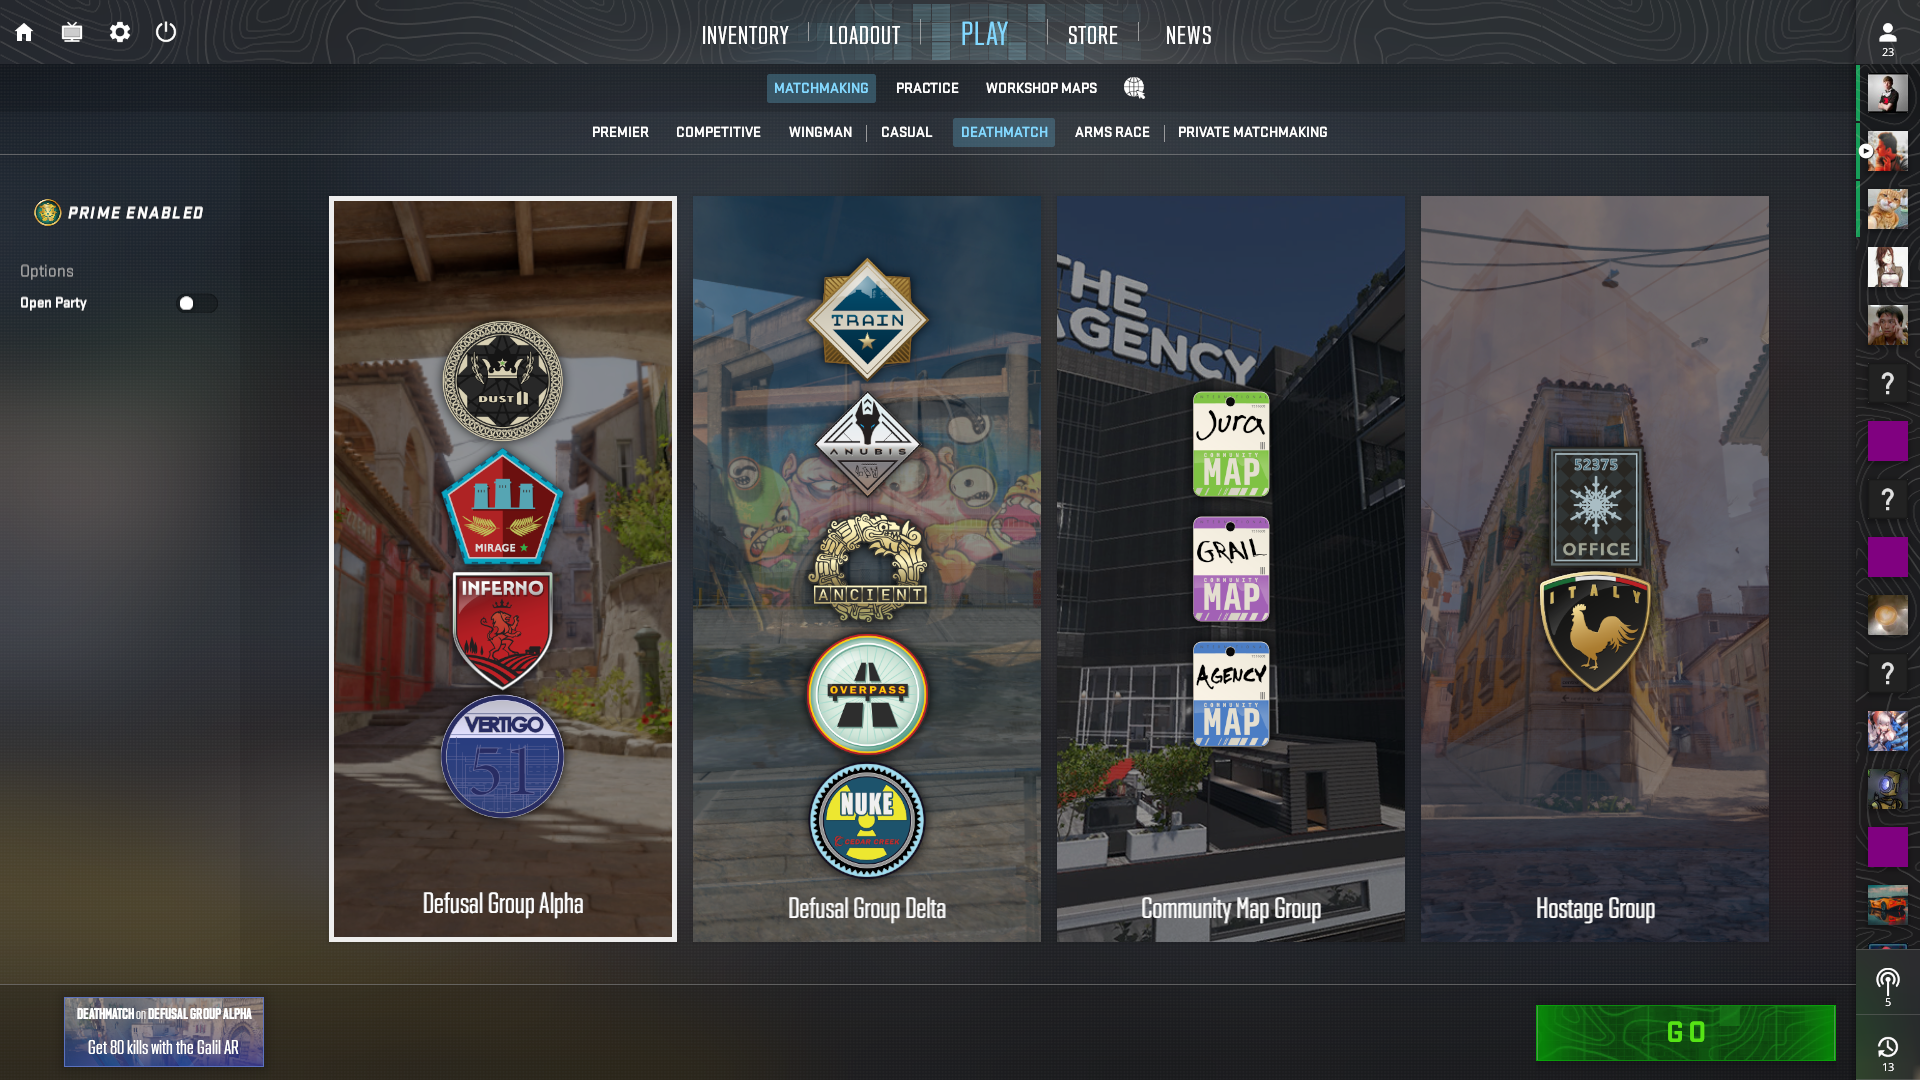 INVENTORY
LOADOUT
PLAY
STORE
NEWS
23
MATCHMAKING
PRACTICE
WORKSHOP MAPS
PREMIER
COMPETITIVE
WINGMAN
CASUAL
DEATHMATCH
ARMS RACE
PRIVATE MATCHMAKING
PRIME ENABLED
Options
Open Party
DUST II
MIRAGE
INFERNO
VERTIGO
51
Defusal Group Alpha
TRAIN
ANUBIS
ANCIENT
OVERPASS
NUKE
CEDAR CREEK
Defusal Group Delta
THE
AGENCY
Jura
COMMUNITY
MAP
GRAIL
COMMUNITY
MAP
AGENCY
COMMUNITY
MAP
Community Map Group
52375
OFFICE
ITALY
Hostage Group
?
?
?
DEATHMATCH on DEFUSAL GROUP ALPHA
Get 80 kills with the Galil AR
GO
5
13